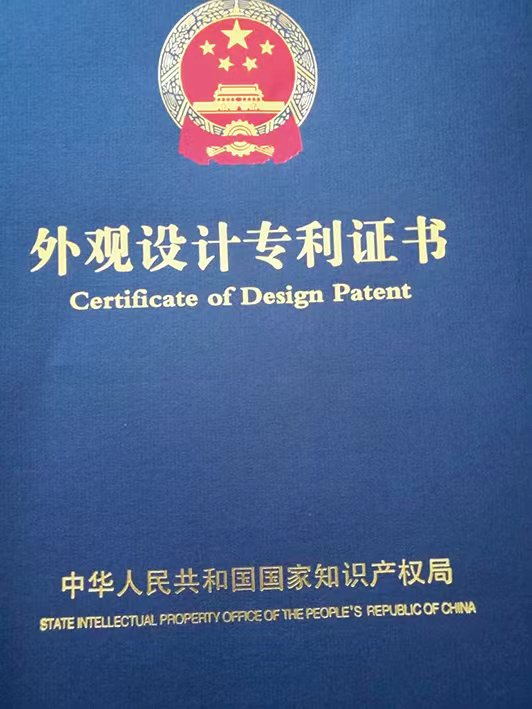 外观设计专利证书
Certificate of Design Patent
中华人民共和国国家知识产权局
STATE INTELLECTUAL PROPERTY OFFICE OF THE PEOPLE'S REPUBLIC OF CHINA